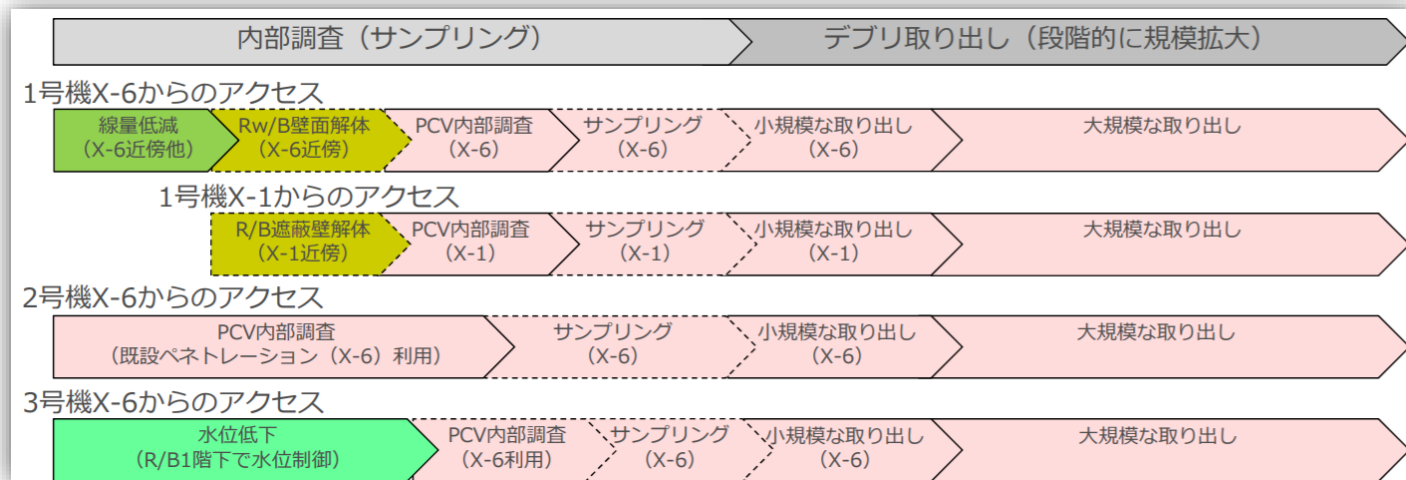 内部調査（サンプリング） デブリ取り出し（段階的に規模拡大）
1号機X-6からのアクセス
線量低減 Rw/B壁面解体 PCV内部調査 サンプリング 小規模な取り出し 大規模な取り出し
（X-6近傍他） （X-6近傍） （X-6） （X-6） （X-6）
1号機X-1からのアクセス
R/B遮蔽壁解体 PCV内部調査 サンプリング 小規模な取り出し 大規模な取り出し
（X-1近傍） （X-1） （X-1） （X-1）
2号機X-6からのアクセス
PCV内部調査 サンプリング 小規模な取り出し 大規模な取り出し
（既設ペネトレーション（X-6）利用） （X-6） （X-6）
3号機X-6からのアクセス
水位低下 PCV内部調査 サンプリング 小規模な取り出し 大規模な取り出し
（R/B1階下で水位制御） （X-6利用） （X-6） （X-6）